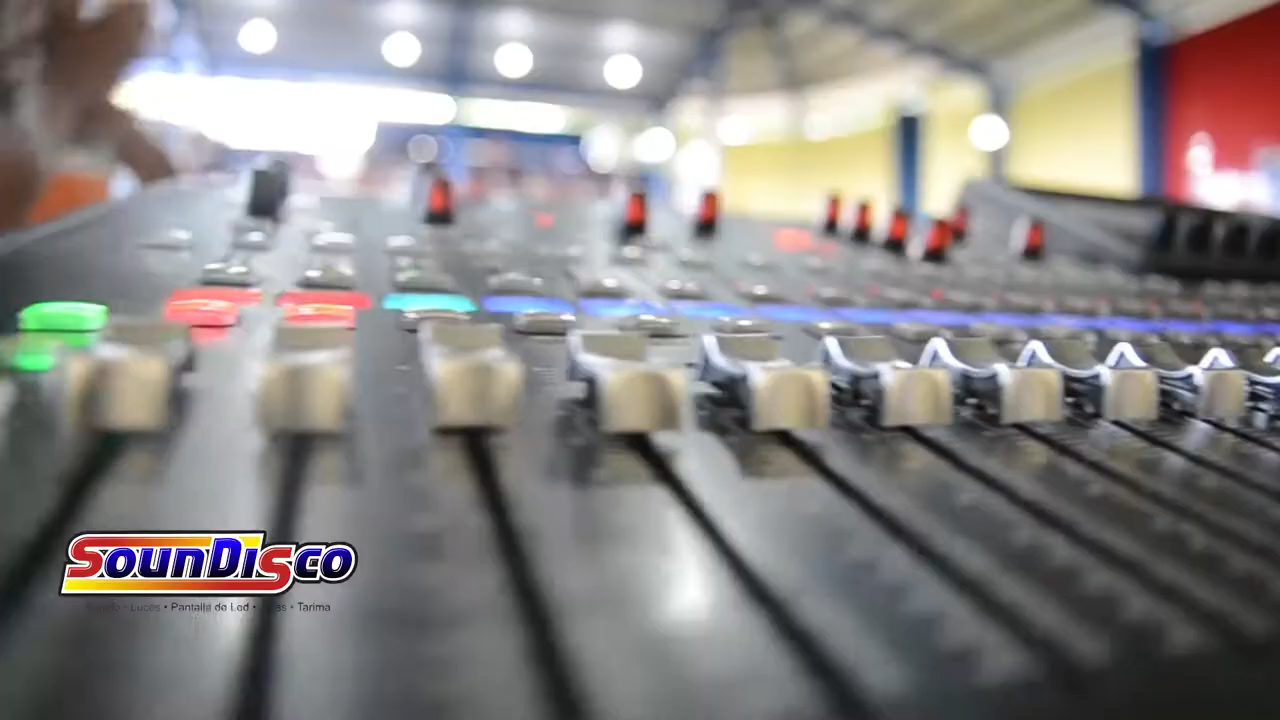 SounDisco
• Luces • Pantalla de Led • • Tarima